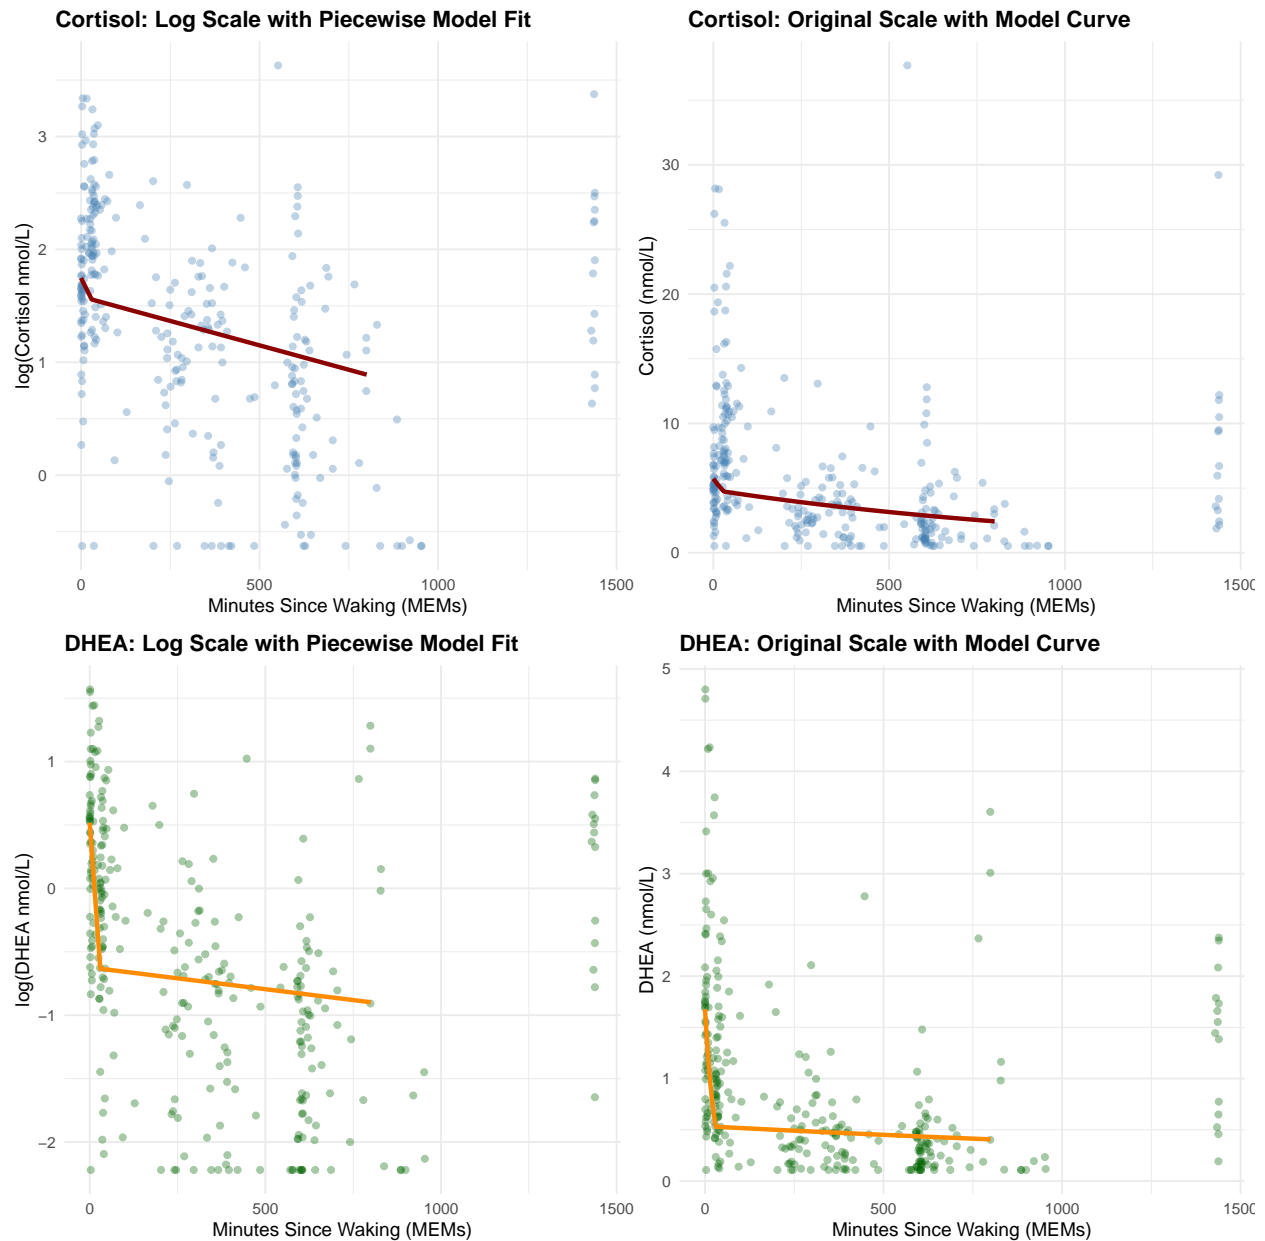 Cortisol: Log Scale with Piecewise Model Fit
log(Cortisol nmol/L)
3
2
1
0
0 500 1000 1500
Minutes Since Waking (MEMs)
Cortisol: Original Scale with Model Curve
Cortisol (nmol/L)
30
20
10
0
0 500 1000 1500
Minutes Since Waking (MEMs)
DHEA: Log Scale with Piecewise Model Fit
log(DHEA nmol/L)
1
0
−1
−2
0 500 1000 1500
Minutes Since Waking (MEMs)
DHEA: Original Scale with Model Curve
DHEA (nmol/L)
5
4
3
2
1
0
0 500 1000 1500
Minutes Since Waking (MEMs)